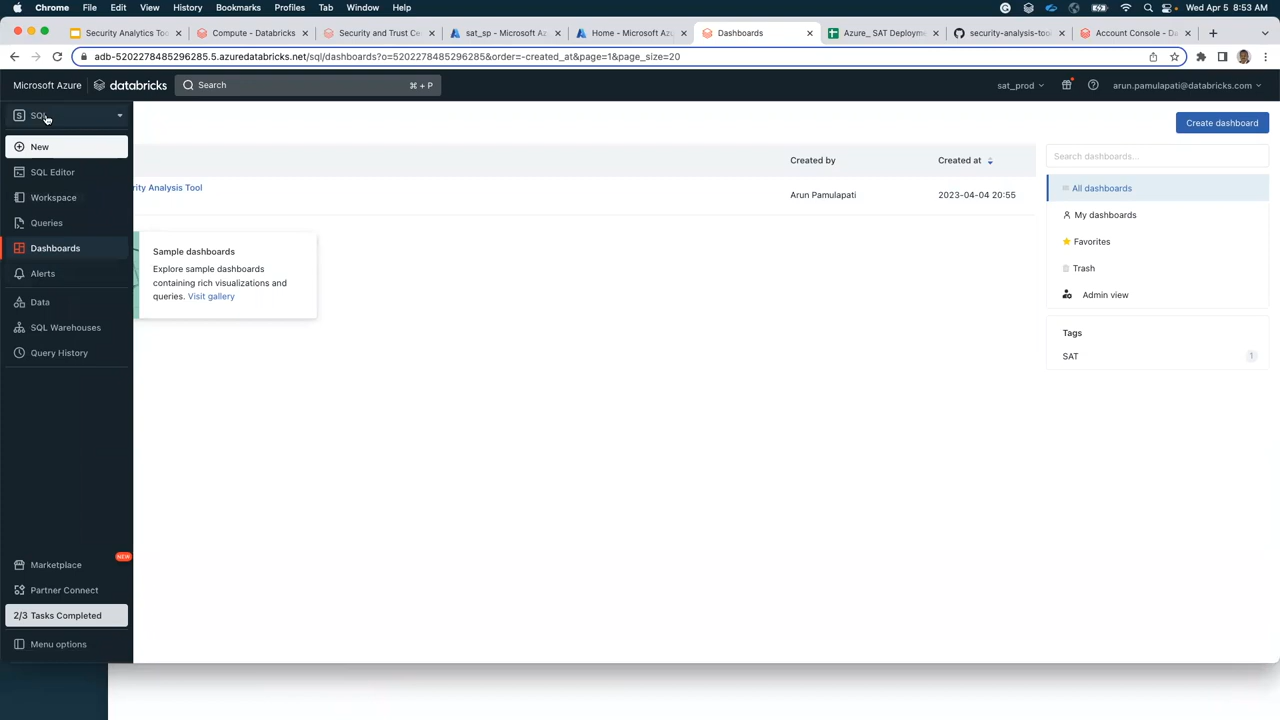 Chrome File Edit View History Bookmarks Profiles Tab Window Help Wed Apr 5 8:53 AM
Security Analytics Too Compute - Databricks Security and Trust Ce sat_sp - Microsoft Az Home - Microsoft Azu Dashboards Azure_ SAT Deployme security-analysis-tool Account Console - Da
adb-5202278485296285.5.azuredatabricks.net/sql/dashboards?o=5202278485296285&order=-created_at&page=1&page_size=20
Microsoft Azure databricks Search ⌘ + P sat_prod arun.pamulapati@databricks.com
SQL
Create dashboard
New
SQL Editor
Workspace
Queries
Dashboards
Alerts
Data
SQL Warehouses
Query History
Marketplace NEW
Partner Connect
2/3 Tasks Completed
Menu options
Created by Created at
rity Analysis Tool Arun Pamulapati 2023-04-04 20:55
Sample dashboards
Explore sample dashboards
containing rich visualizations and
queries. Visit gallery
Search dashboards...
All dashboards
My dashboards
Favorites
Trash
Admin view
Tags
SAT 1